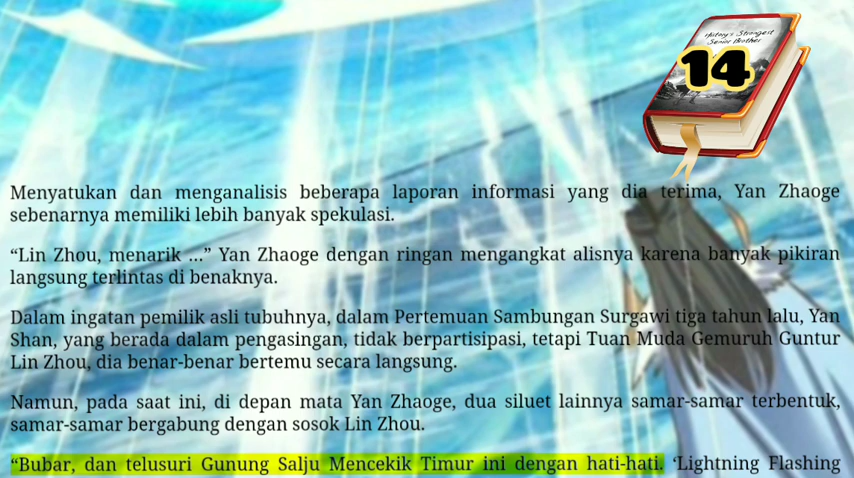 History's Strongest
Senior Brother
14
Menyatukan dan menganalisis beberapa laporan informasi yang dia terima, Yan Zhaoge
sebenarnya memiliki lebih banyak spekulasi.
“Lin Zhou, menarik ...” Yan Zhaoge dengan ringan mengangkat alisnya karena banyak pikiran
langsung terlintas di benaknya.
Dalam ingatan pemilik asli tubuhnya, dalam Pertemuan Sambungan Surgawi tiga tahun lalu, Yan
Shan, yang berada dalam pengasingan, tidak berpartisipasi, tetapi Tuan Muda Gemuruh Guntur
Lin Zhou, dia benar-benar bertemu secara langsung.
Namun, pada saat ini, di depan mata Yan Zhaoge, dua siluet lainnya samar-samar terbentuk,
samar-samar bergabung dengan sosok Lin Zhou.
“Bubar, dan telusuri Gunung Salju Mencekik Timur ini dengan hati-hati. ‘Lightning Flashing